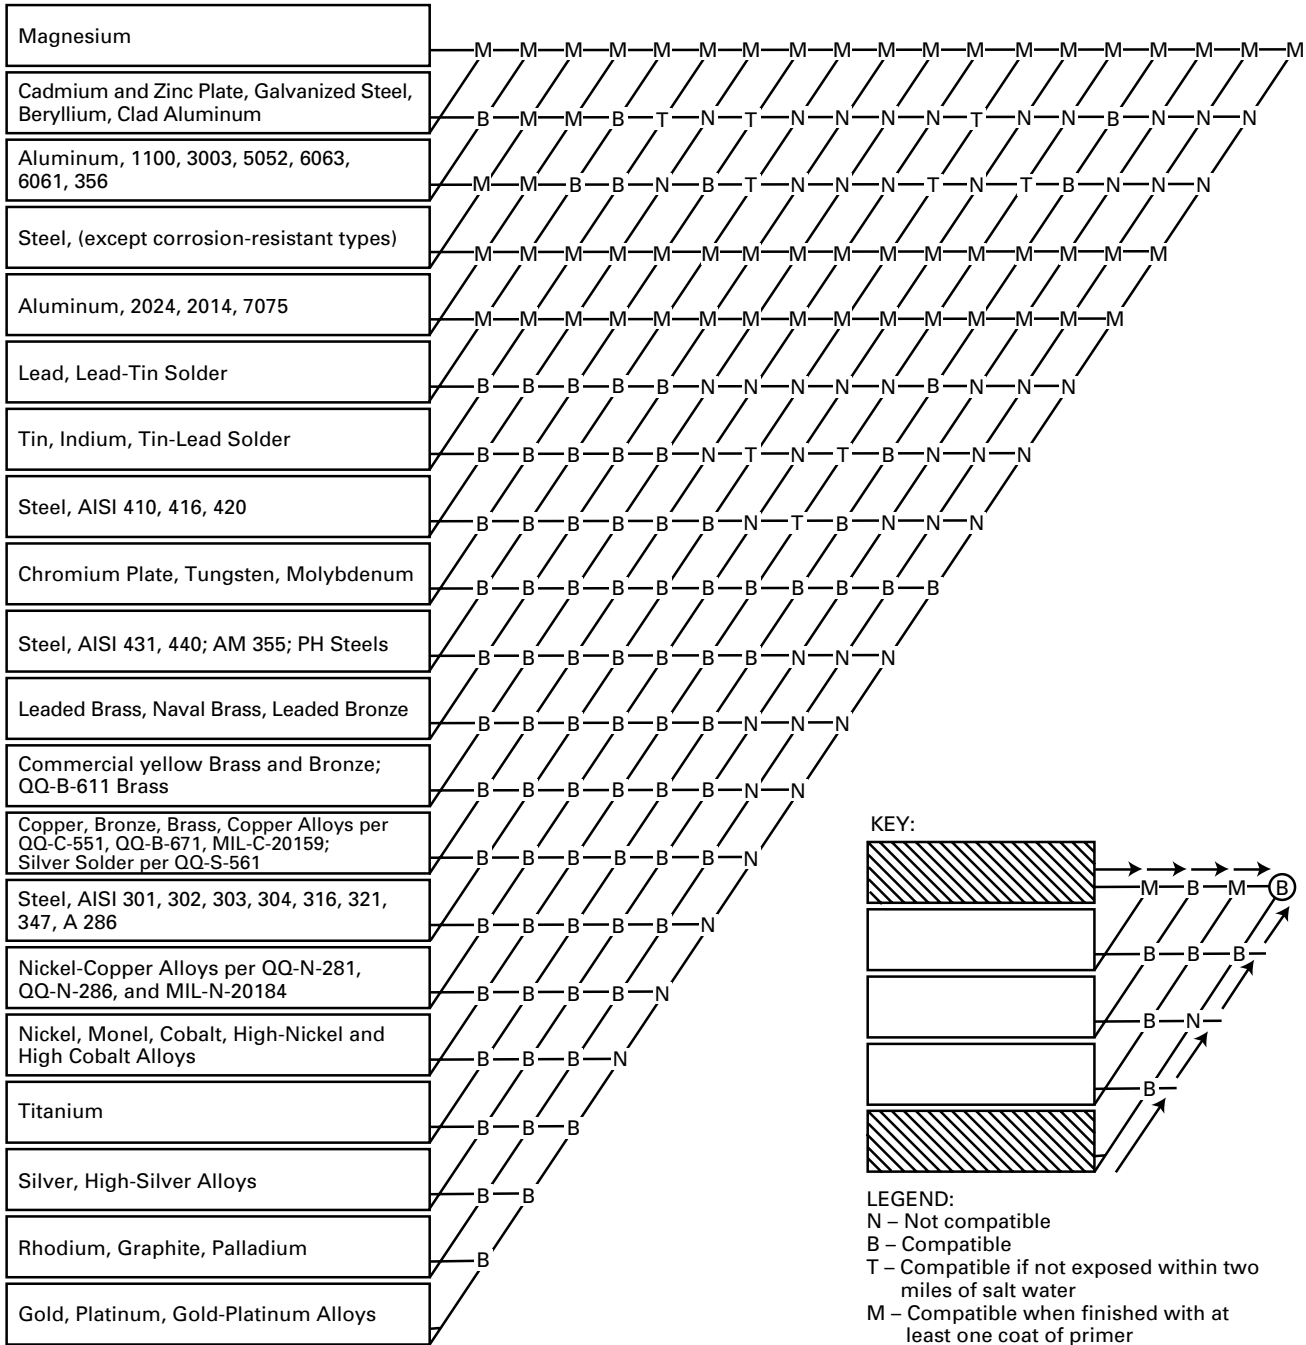 Magnesium
M M M M M M M M M M M M M M M M M M M
Cadmium and Zinc Plate, Galvanized Steel,
Beryllium, Clad Aluminum
B M M B T N T N N N N T N N B N N N
Aluminum, 1100, 3003, 5052, 6063,
6061, 356
M M B B N B T N N N T N T B N N N
Steel, (except corrosion-resistant types)
M M M M M M M M M M M M M M M M
Aluminum, 2024, 2014, 7075
M M M M M M M M M M M M M M M
Lead, Lead-Tin Solder
B B B B B N N N N N B N N N
Tin, Indium, Tin-Lead Solder
B B B B B N T N T B N N N
Steel, AISI 410, 416, 420
B B B B B B N T B N N N
Chromium Plate, Tungsten, Molybdenum
B B B B B B B B B B B
Steel, AISI 431, 440; AM 355; PH Steels
B B B B B B B N N N
Leaded Brass, Naval Brass, Leaded Bronze
B B B B B B N N N
Commercial yellow Brass and Bronze;
QQ-B-611 Brass
B B B B B B N N
Copper, Bronze, Brass, Copper Alloys per
QQ-C-551, QQ-B-671, MIL-C-20159;
Silver Solder per QQ-S-561
B B B B B B N
Steel, AISI 301, 302, 303, 304, 316, 321,
347, A 286
B B B B B N
Nickel-Copper Alloys per QQ-N-281,
QQ-N-286, and MIL-N-20184
B B B B N
Nickel, Monel, Cobalt, High-Nickel and
High Cobalt Alloys
B B B N
Titanium
B B B
Silver, High-Silver Alloys
B B
Rhodium, Graphite, Palladium
B
Gold, Platinum, Gold-Platinum Alloys
KEY:
M B M B
B B B
B N
B
LEGEND:
N – Not compatible
B – Compatible
T – Compatible if not exposed within two
miles of salt water
M – Compatible when finished with at
least one coat of primer